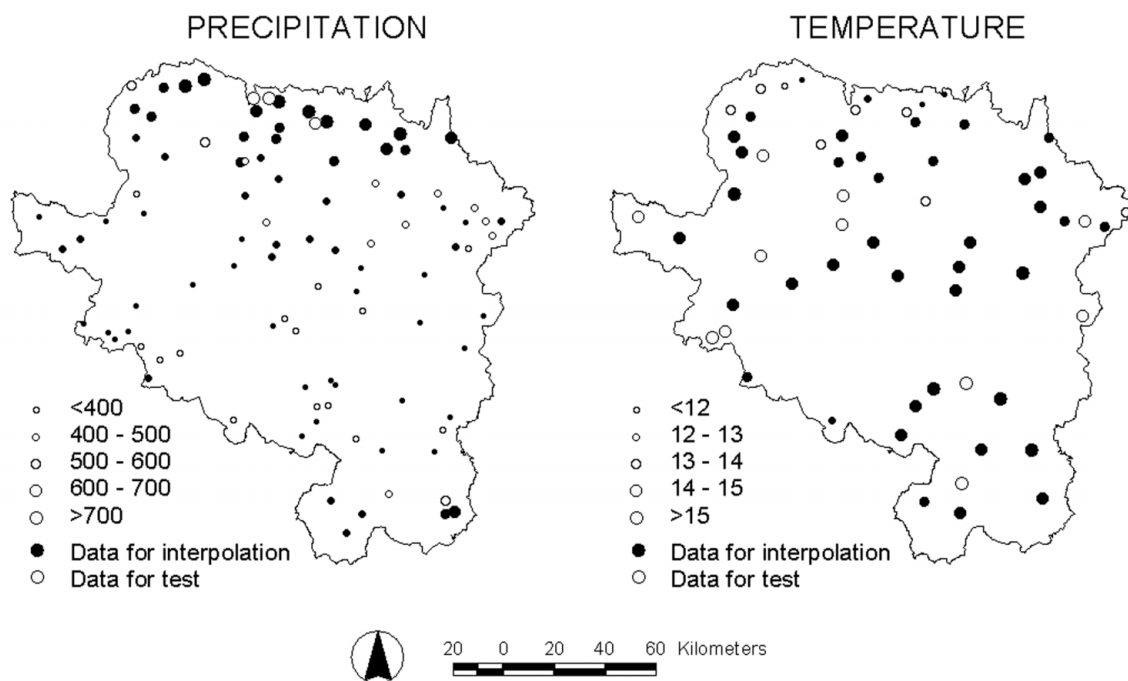 PRECIPITATION
TEMPERATURE
<400
400 - 500
500 - 600
600 - 700
>700
Data for interpolation
Data for test
<12
12 - 13
13 - 14
14 - 15
>15
Data for interpolation
Data for test
20 0 20 40 60 Kilometers